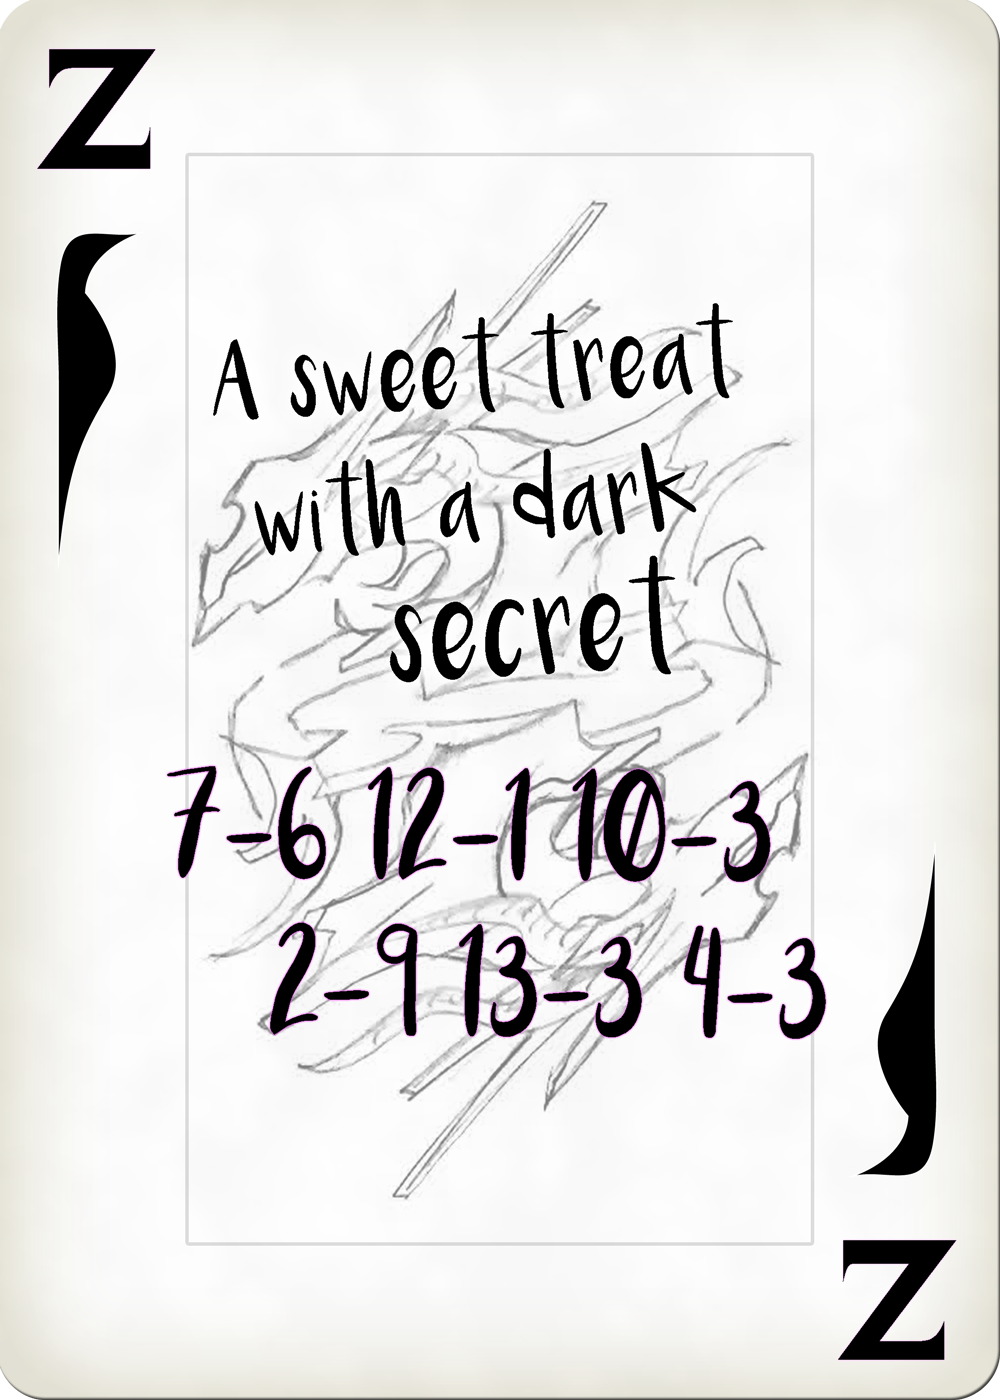 Z
A sweet treat
with a dark
secret
7-6 12-1 10-3
2-9 13-3 4-3
Z